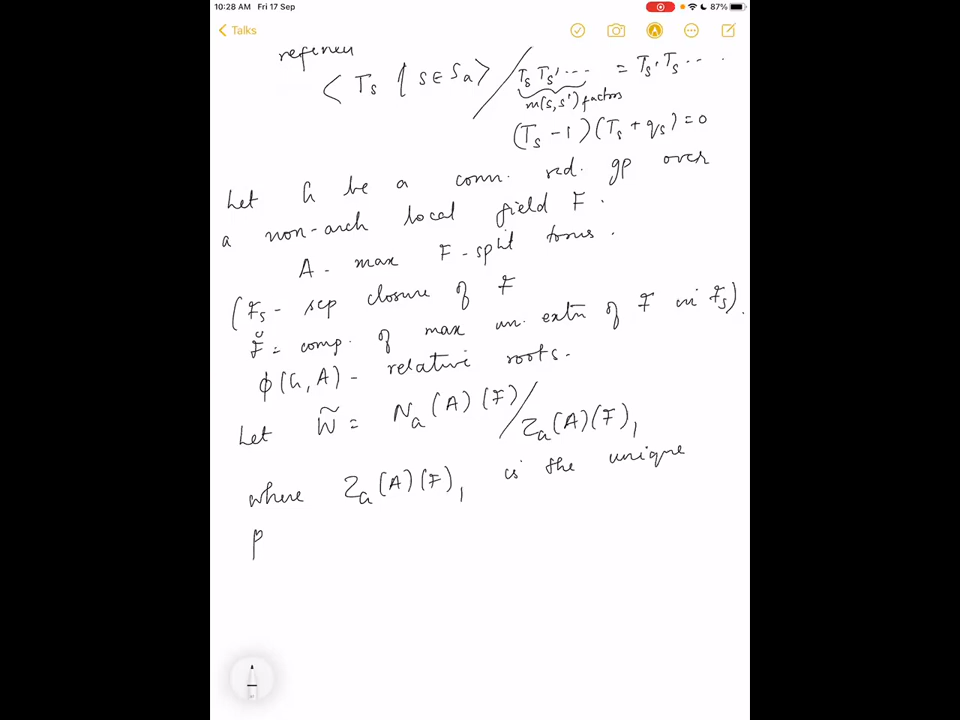 10:28 AM Fri 17 Sep
87%
Talks
< T_s | s ∈ S_a > / T_s T_s' ... = T_s' T_s ...
m(s,s') factors
(T_s - 1)(T_s + q_s) = 0
Let G be a conn. red. gp over
a non-arch local field F.
A - max F-split torus.
(F_s - sep closure of F
F̆ = comp. of max un. extn of F in F_s).
φ(G, A) - relative roots.
Let W̃ = N_G(A)(F) / Z_G(A)(F)_1
where Z_G(A)(F)_1 is the unique
p